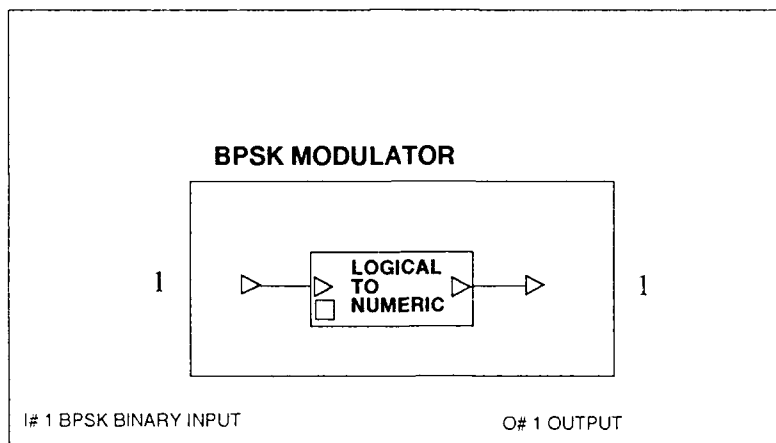 BPSK MODULATOR
1
LOGICAL
TO
NUMERIC
1
I# 1 BPSK BINARY INPUT
O# 1 OUTPUT